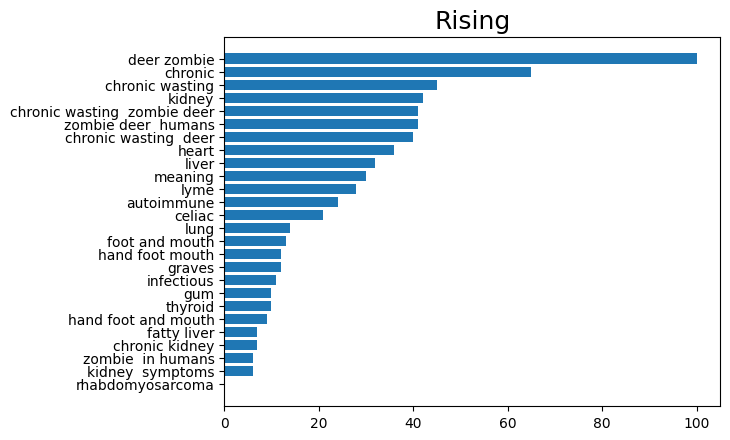 Rising
deer zombie
chronic
chronic wasting
kidney
chronic wasting  zombie deer
zombie deer  humans
chronic wasting  deer
heart
liver
meaning
lyme
autoimmune
celiac
lung
foot and mouth
hand foot mouth
graves
infectious
gum
thyroid
hand foot and mouth
fatty liver
chronic kidney
zombie  in humans
kidney  symptoms
rhabdomyosarcoma
0 20 40 60 80 100